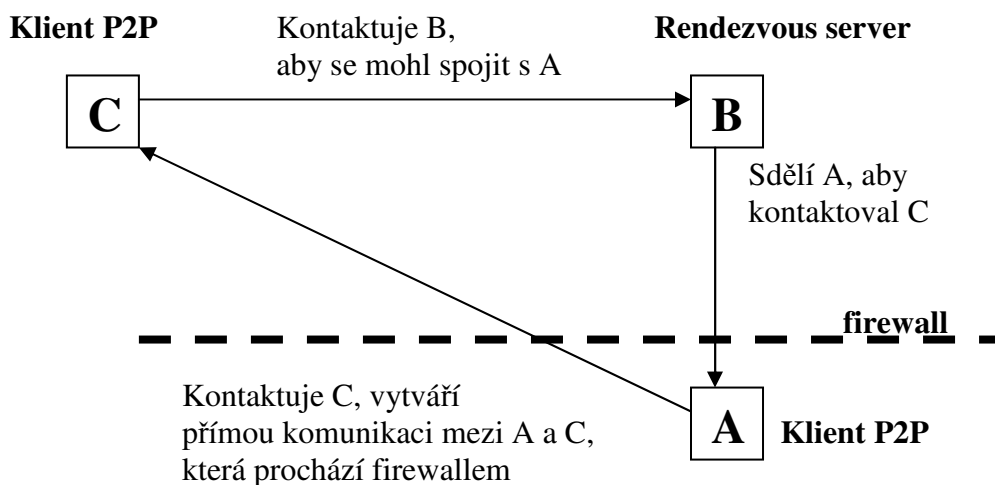 Klient P2P
Kontaktuje B,
aby se mohl spojit s A
Rendezvous server
C
B
Sdělí A, aby
kontaktoval C
firewall
Kontaktuje C, vytváří
přímou komunikaci mezi A a C,
která prochází firewallem
A
Klient P2P